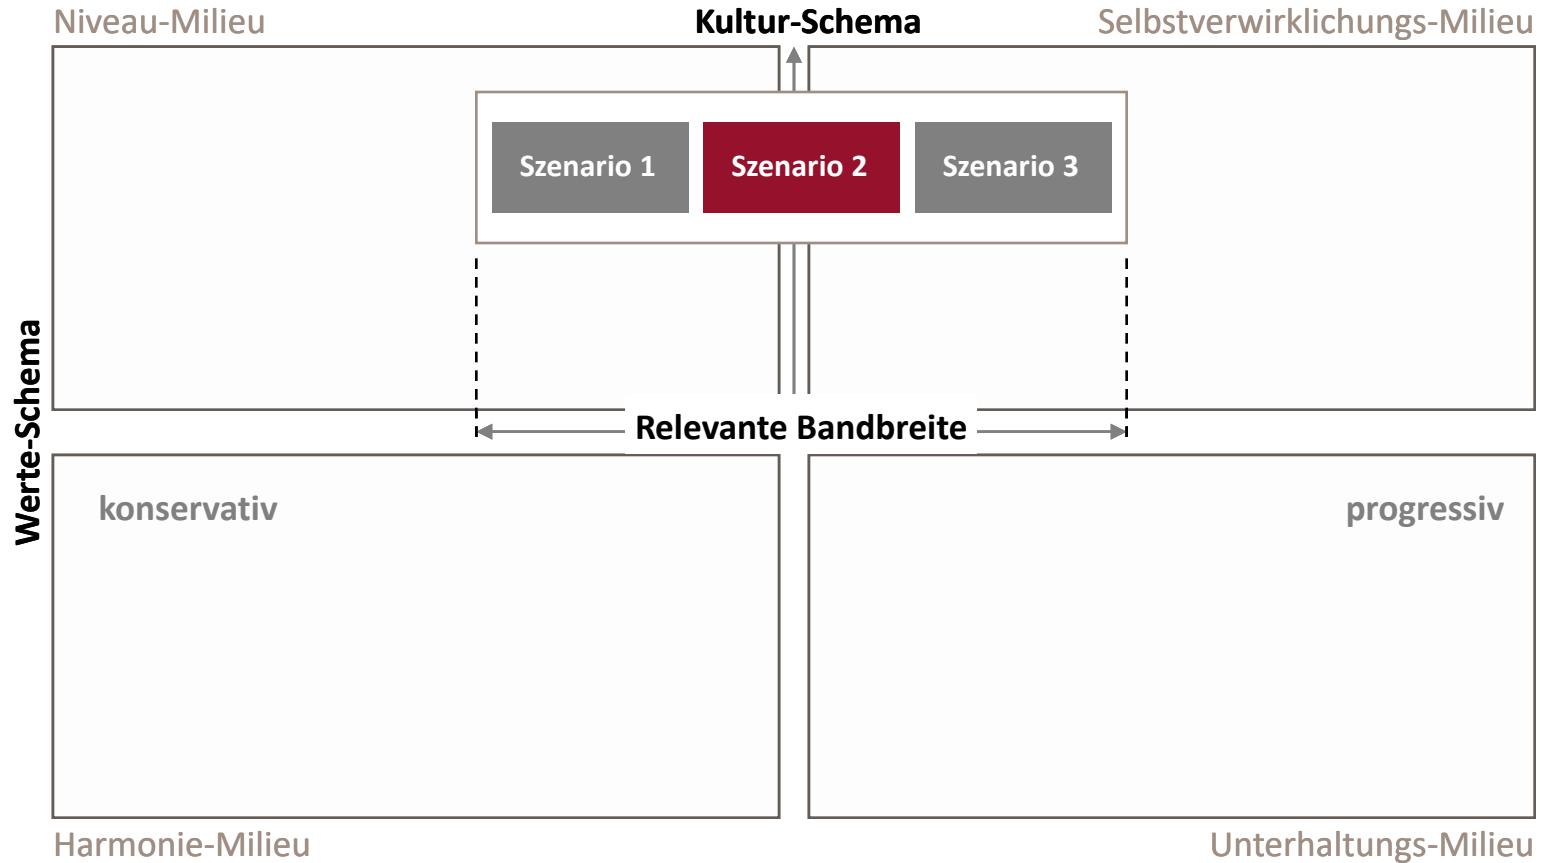 Niveau-Milieu
Kultur-Schema
Selbstverwirklichungs-Milieu
Szenario 1
Szenario 2
Szenario 3
Werte-Schema
Relevante Bandbreite
konservativ
progressiv
Harmonie-Milieu
Unterhaltungs-Milieu